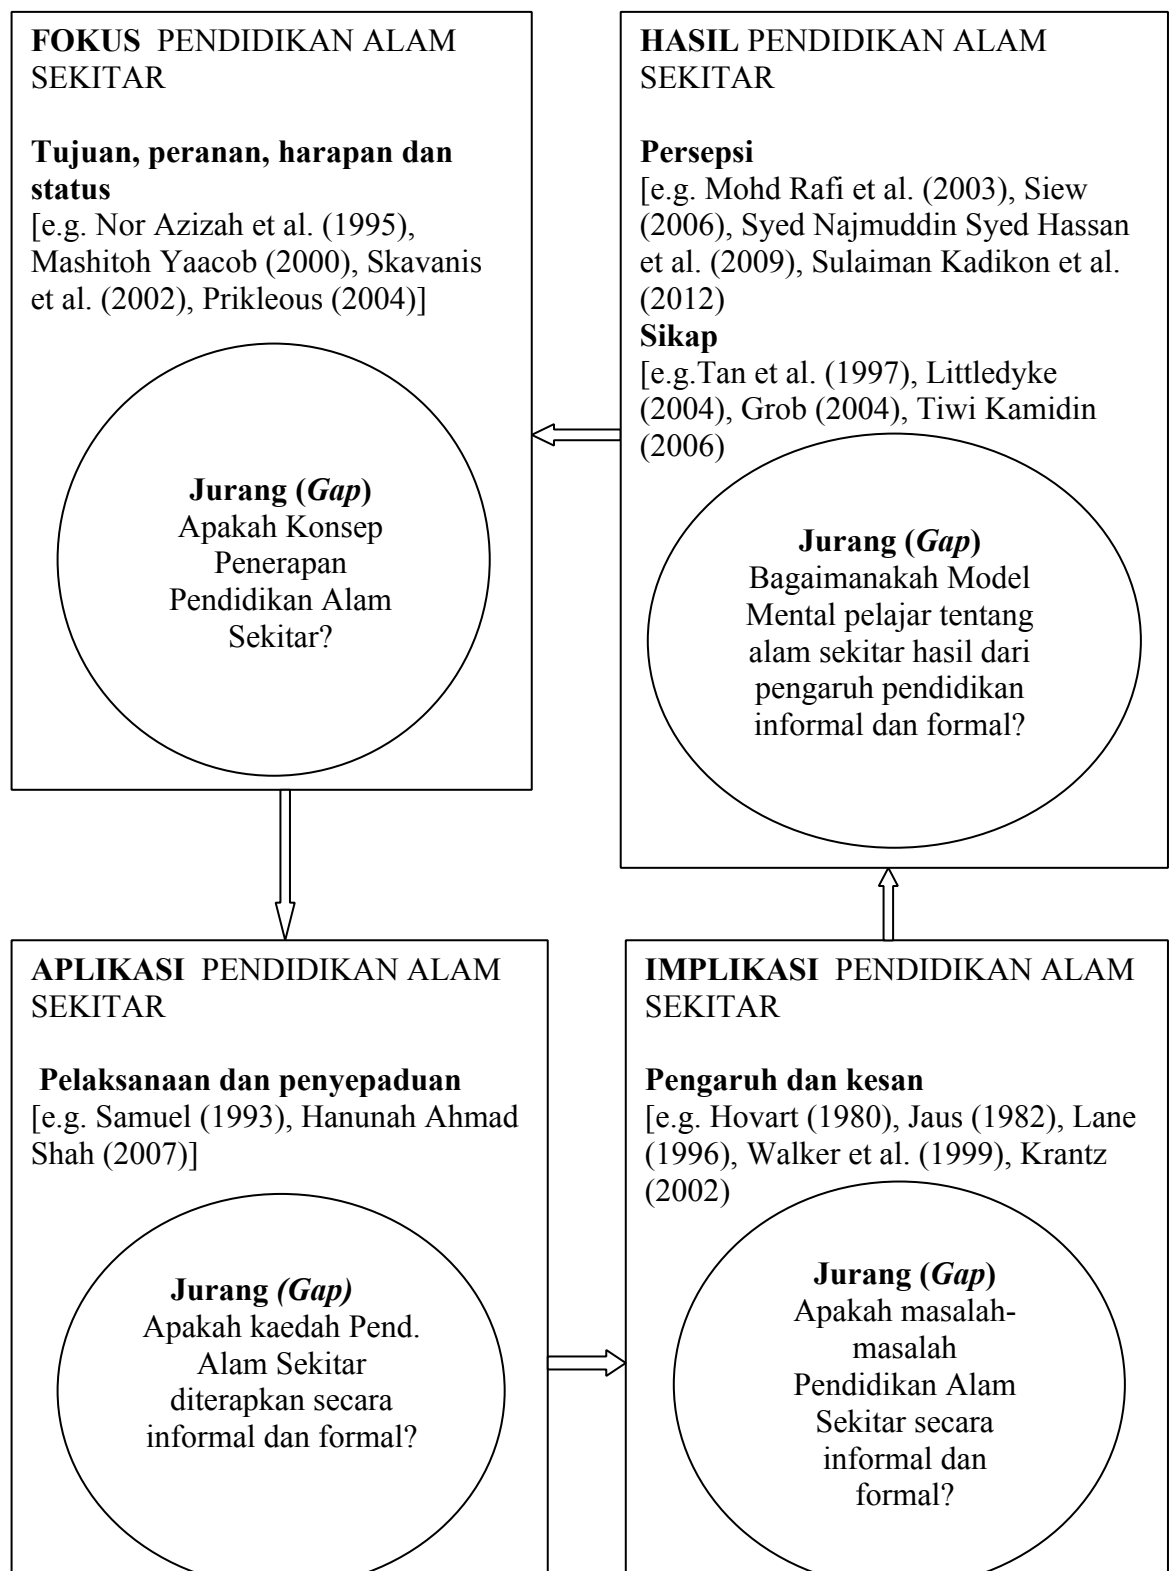 FOKUS PENDIDIKAN ALAM
SEKITAR
Tujuan, peranan, harapan dan
status
[e.g. Nor Azizah et al. (1995),
Mashitoh Yaacob (2000), Skavanis
et al. (2002), Prikleous (2004)]
Jurang (Gap)
Apakah Konsep
Penerapan
Pendidikan Alam
Sekitar?
HASIL PENDIDIKAN ALAM
SEKITAR
Persepsi
[e.g. Mohd Rafi et al. (2003), Siew
(2006), Syed Najmuddin Syed Hassan
et al. (2009), Sulaiman Kadikon et al.
(2012)
Sikap
[e.g.Tan et al. (1997), Littledyke
(2004), Grob (2004), Tiwi Kamidin
(2006)
Jurang (Gap)
Bagaimanakah Model
Mental pelajar tentang
alam sekitar hasil dari
pengaruh pendidikan
informal dan formal?
APLIKASI PENDIDIKAN ALAM
SEKITAR
Pelaksanaan dan penyepaduan
[e.g. Samuel (1993), Hanunah Ahmad
Shah (2007)]
Jurang (Gap)
Apakah kaedah Pend.
Alam Sekitar
diterapkan secara
informal dan formal?
IMPLIKASI PENDIDIKAN ALAM
SEKITAR
Pengaruh dan kesan
[e.g. Hovart (1980), Jaus (1982), Lane
(1996), Walker et al. (1999), Krantz
(2002)
Jurang (Gap)
Apakah masalah-
masalah
Pendidikan Alam
Sekitar secara
informal dan
formal?